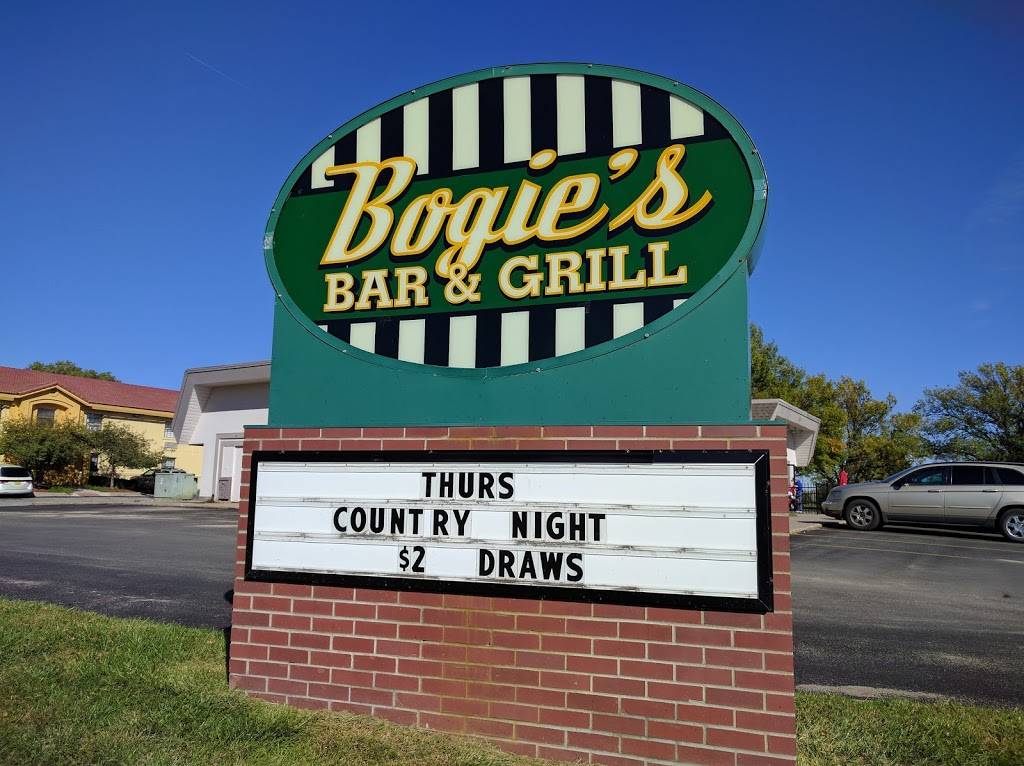 Bogie's
BAR & GRILL
THURS
COUNTRY NIGHT
$2 DRAWS